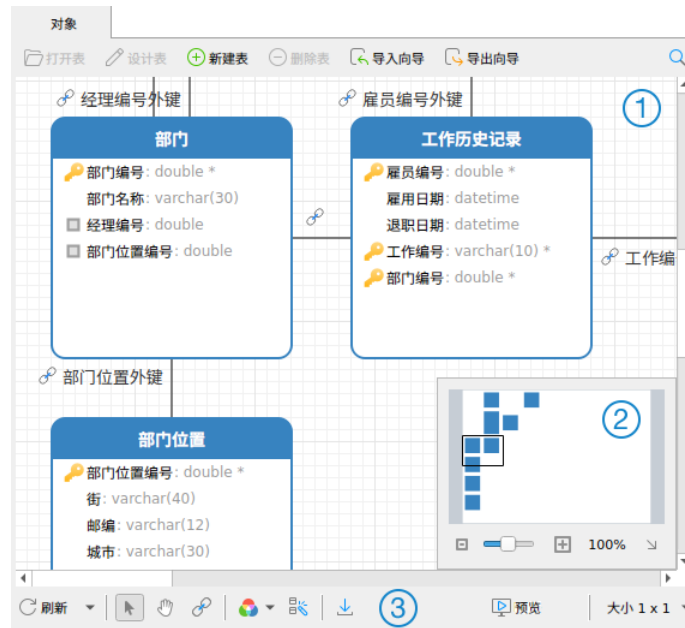 对象
打开表 设计表 新建表 删除表 导入向导 导出向导
经理编号外键 雇员编号外键 1
部门
部门编号: double *
部门名称: varchar(30)
经理编号: double
部门位置编号: double
工作历史记录
雇员编号: double *
雇用日期: datetime
退职日期: datetime
工作编号: varchar(10) *
部门编号: double *
工作编
部门位置外键
部门位置
部门位置编号: double *
街: varchar(40)
邮编: varchar(12)
城市: varchar(30)
2
100%
刷新 3 预览 大小 1 x 1